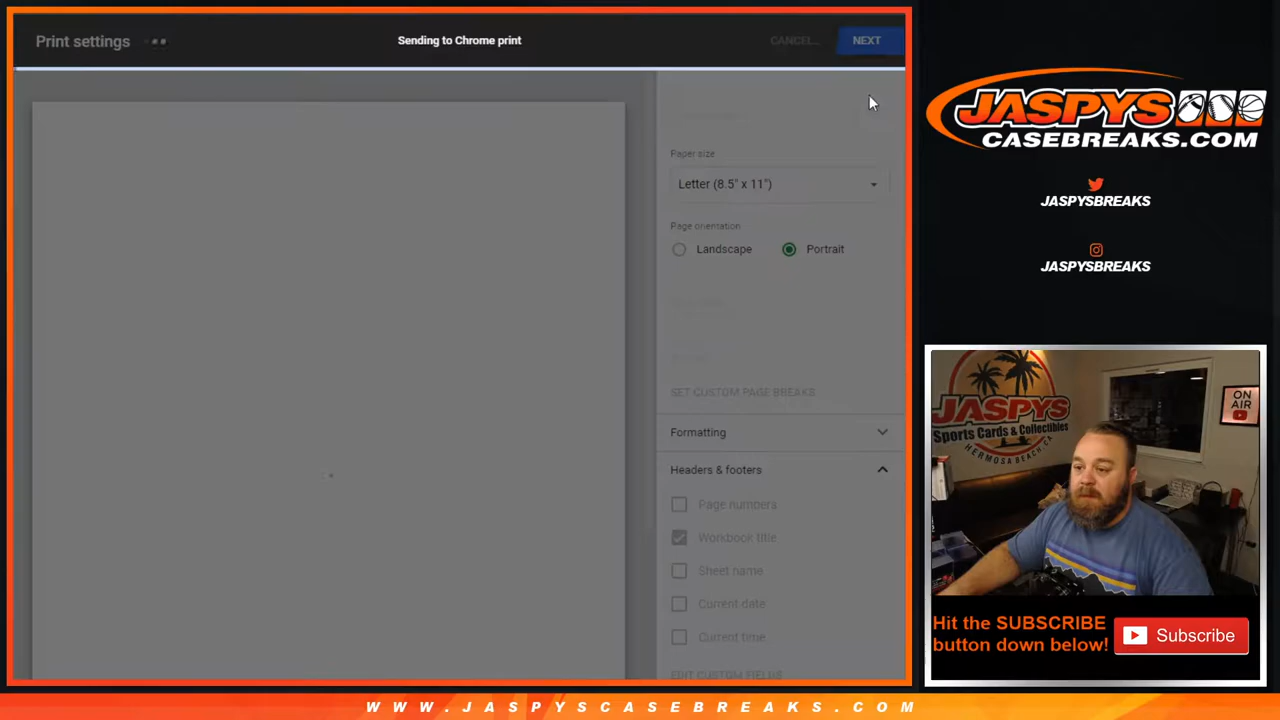 Print settings
Sending to Chrome print
CANCEL
NEXT
Paper size
Letter (8.5" x 11")
Page orientation
Landscape
Portrait
SET CUSTOM PAGE BREAKS
Formatting
Headers & footers
Page numbers
Workbook title
Sheet name
Current date
Current time
EDIT CUSTOM FIELDS
JASPYS
CASEBREAKS.COM
JASPYSBREAKS
JASPYSBREAKS
JASPYS
Sports Cards & Collectibles
HERMOSA BEACH, CA
ON
AIR
Hit the SUBSCRIBE
button down below!
Subscribe
WWW.JASPYSCASEBREAKS.COM